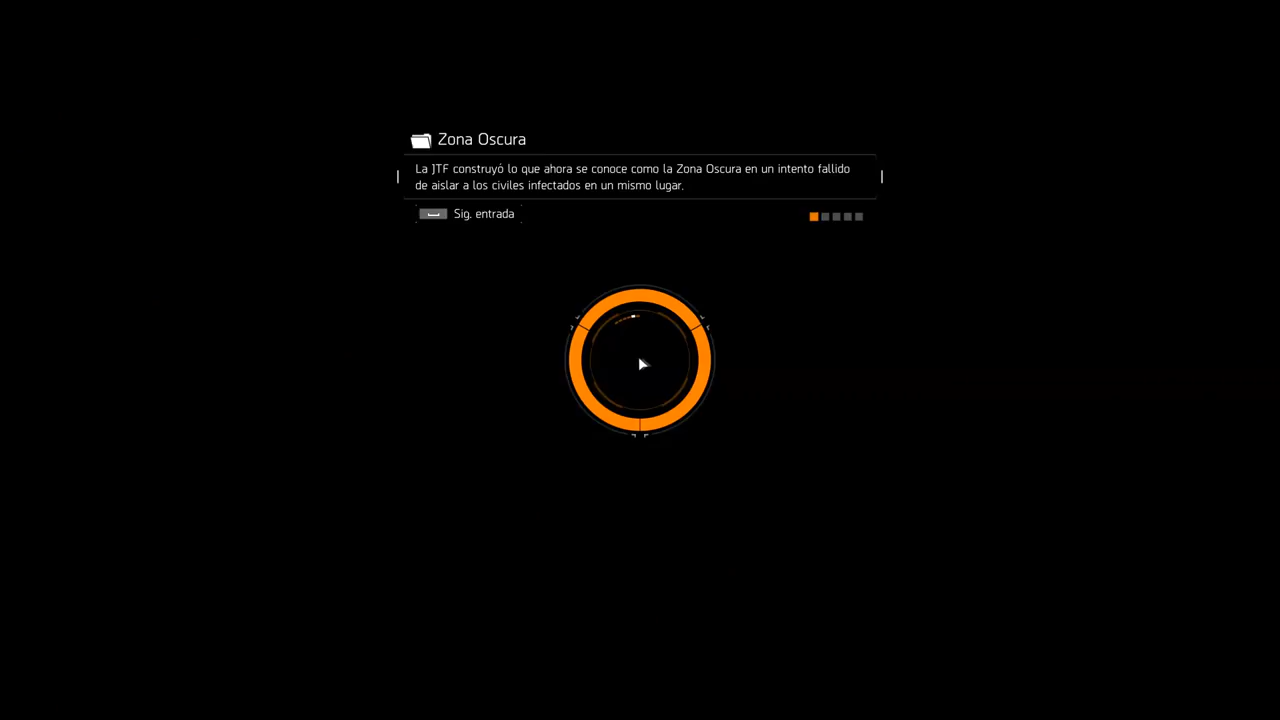 Zona Oscura
La JTF construyó lo que ahora se conoce como la Zona Oscura en un intento fallido
de aislar a los civiles infectados en un mismo lugar.
Sig. entrada